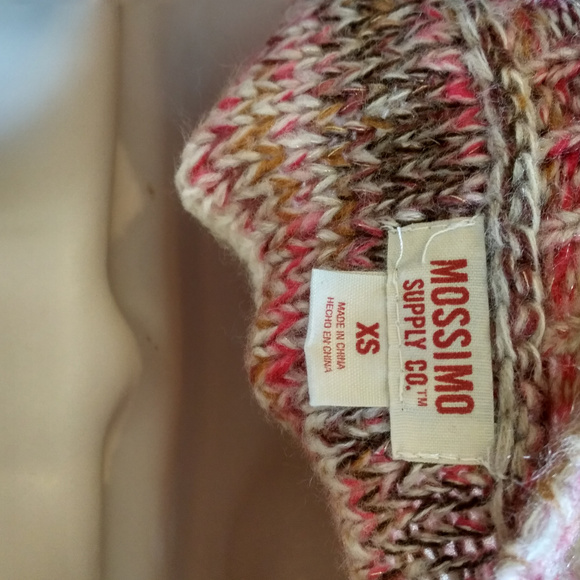 MOSSIMO
SUPPLY CO.™
XS
MADE IN CHINA
HECHO EN CHINA